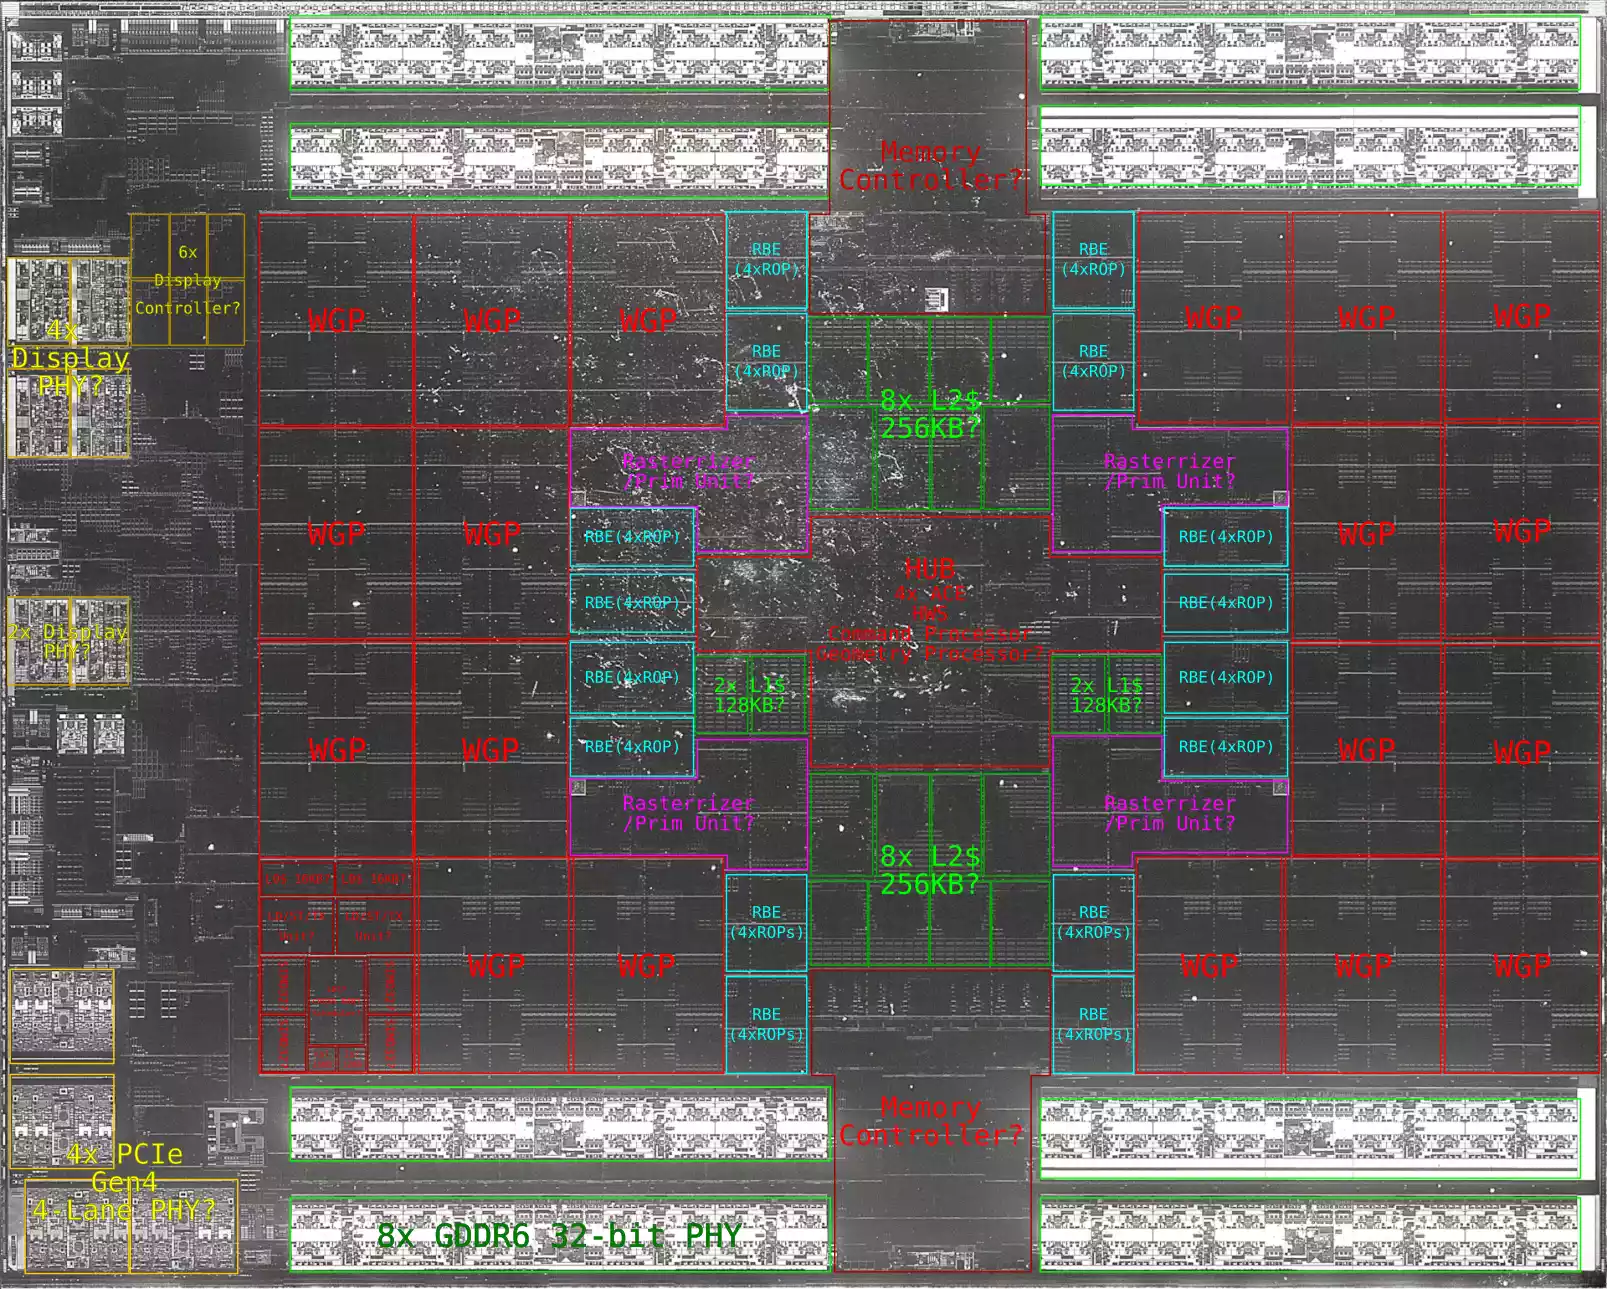 Memory
Controller?
RBE
(4xROP)
RBE
(4xROP)
6x
Display
Controller?
4x
Display
PHY?
WGP
WGP
WGP
WGP
WGP
WGP
RBE
(4xROP)
RBE
(4xROP)
8x L2$
256KB?
Rasterrizer
/Prim Unit?
Rasterrizer
/Prim Unit?
WGP
WGP
RBE(4xROP)
RBE(4xROP)
WGP
WGP
HUB
4x ACE
HWS
Command Processor
Geometry Processor?
RBE(4xROP)
RBE(4xROP)
2x Display
PHY?
RBE(4xROP)
RBE(4xROP)
2x L1$
128KB?
2x L1$
128KB?
WGP
WGP
RBE(4xROP)
RBE(4xROP)
WGP
WGP
Rasterrizer
/Prim Unit?
Rasterrizer
/Prim Unit?
8x L2$
256KB?
RBE
(4xROPs)
RBE
(4xROPs)
WGP
WGP
WGP
WGP
WGP
RBE
(4xROPs)
RBE
(4xROPs)
Memory
Controller?
4x PCIe
Gen4
4-Lane PHY?
8x GDDR6 32-bit PHY